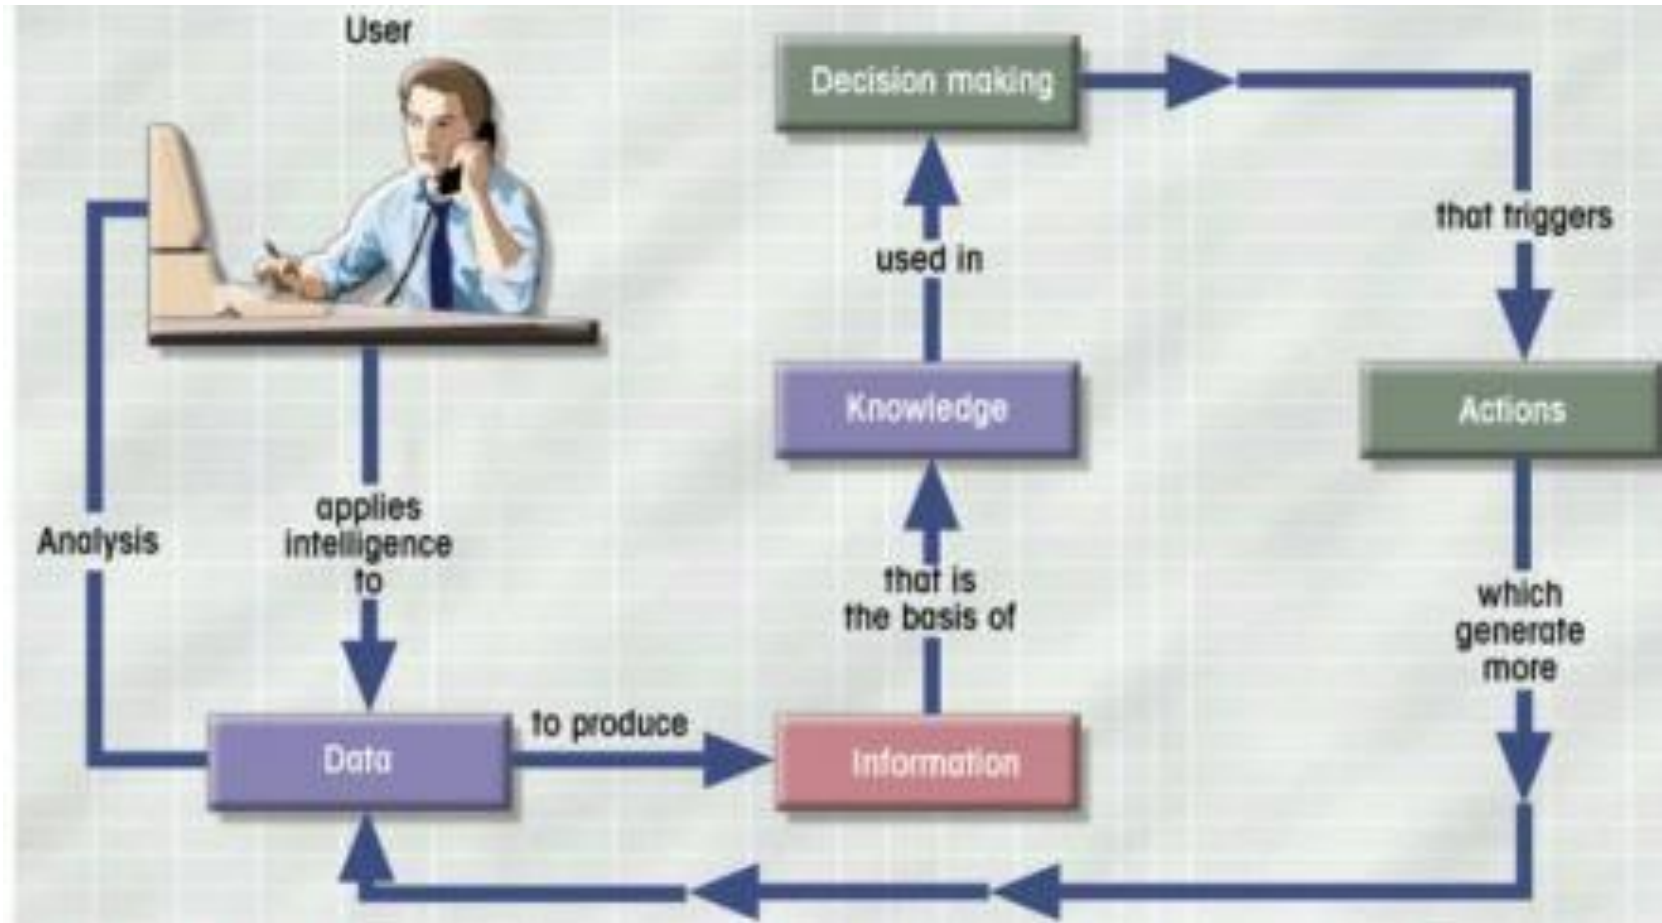 User
Decision making
that triggers
used in
Knowledge
Actions
applies
intelligence
to
Analysis
that is
the basis of
which
generate
more
to produce
Data
Information